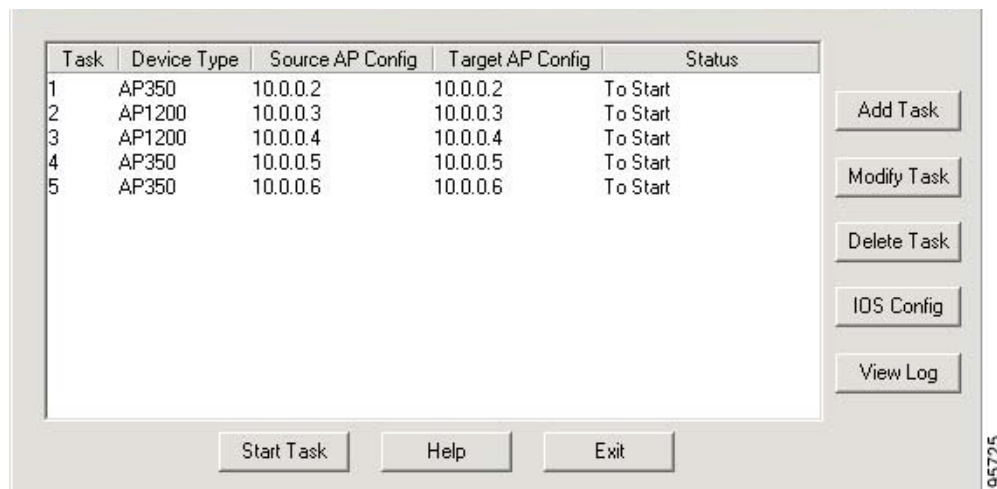 Task Device Type Source AP Config Target AP Config Status
1 AP350 10.0.0.2 10.0.0.2 To Start
2 AP1200 10.0.0.3 10.0.0.3 To Start
3 AP1200 10.0.0.4 10.0.0.4 To Start
4 AP350 10.0.0.5 10.0.0.5 To Start
5 AP350 10.0.0.6 10.0.0.6 To Start
Add Task
Modify Task
Delete Task
IOS Config
View Log
Start Task Help Exit
95725